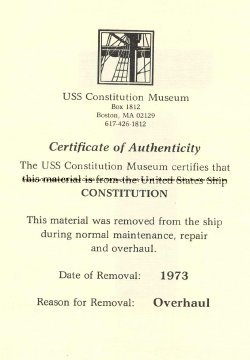 USS Constitution Museum
Box 1812
Boston, MA 02129
617-426-1812
Certificate of Authenticity
The USS Constitution Museum certifies that
this material is from the United States Ship
CONSTITUTION
This material was removed from the ship
during normal maintenance, repair
and overhaul.
Date of Removal: 1973
Reason for Removal: Overhaul